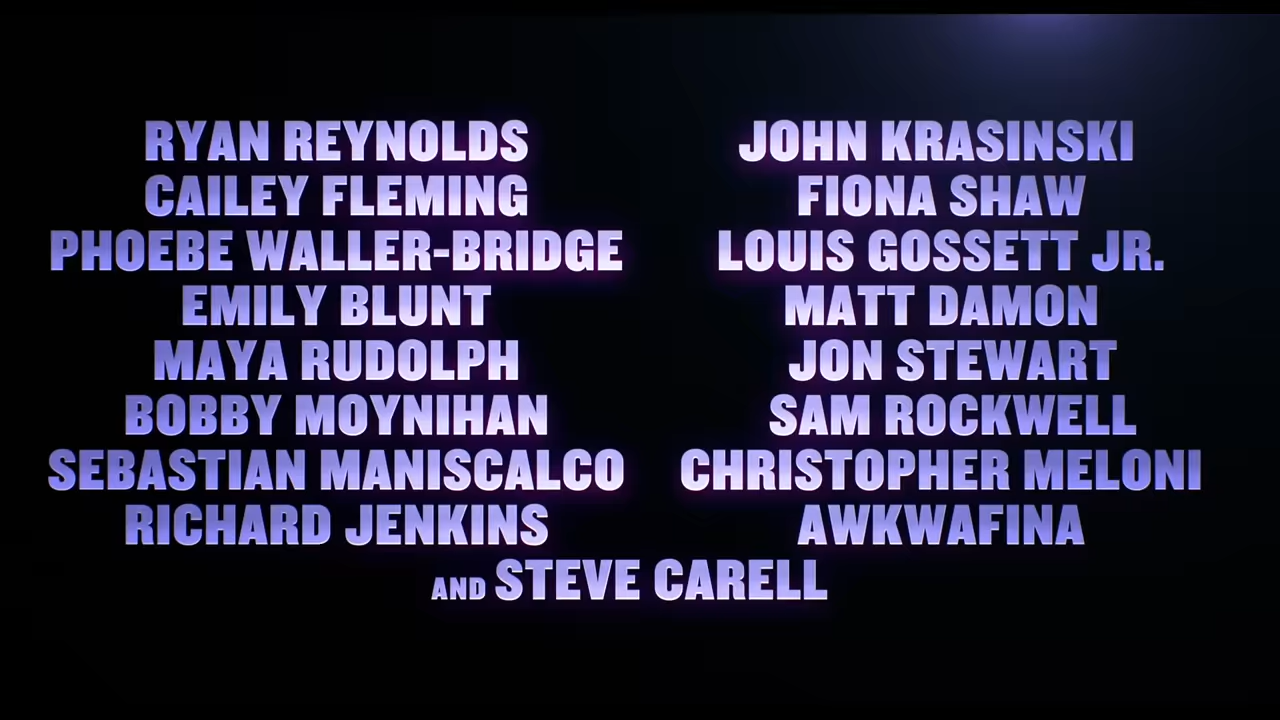 RYAN REYNOLDS
JOHN KRASINSKI
CAILEY FLEMING
FIONA SHAW
PHOEBE WALLER-BRIDGE
LOUIS GOSSETT JR.
EMILY BLUNT
MATT DAMON
MAYA RUDOLPH
JON STEWART
BOBBY MOYNIHAN
SAM ROCKWELL
SEBASTIAN MANISCALCO
CHRISTOPHER MELONI
RICHARD JENKINS
AWKWAFINA
AND STEVE CARELL